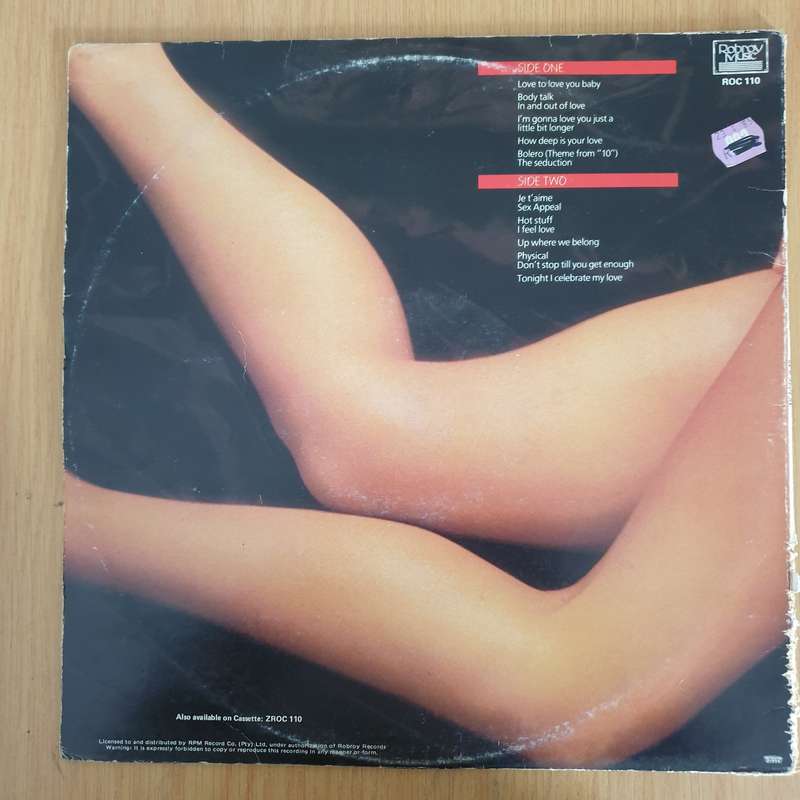 SIDE ONE
Love to love you baby
Body talk
In and out of love
I'm gonna love you just a
little bit longer
How deep is your love
Bolero (Theme from "10")
The seduction
SIDE TWO
Je t'aime
Sex Appeal
Hot stuff
I feel love
Up where we belong
Physical
Don't stop till you get enough
Tonight I celebrate my love
Robroy
Music
ROC 110
Also available on Cassette: ZROC 110
Licensed to and distributed by RPM Record Co. (Pty) Ltd. under authorization of Robroy Records
Warning: It is expressly forbidden to copy or reproduce this recording in any manner or form.